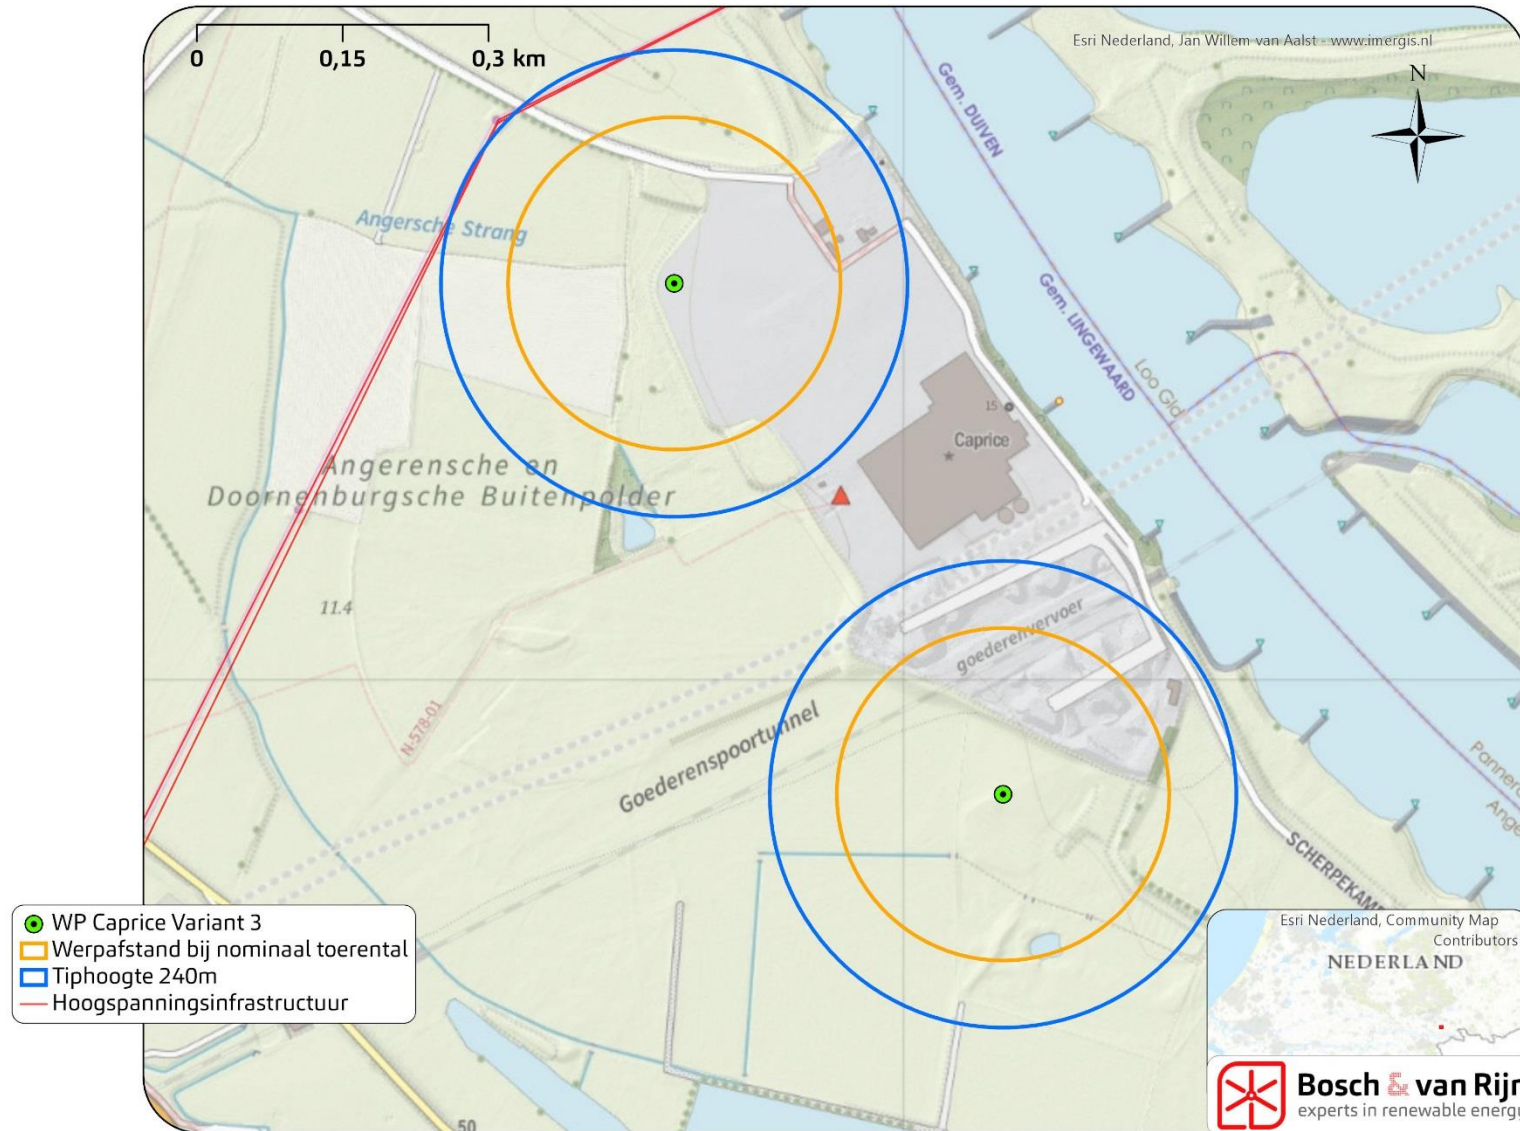 0 0,15 0,3 km
Esri Nederland, Jan Willem van Aalst - www.imergis.nl
N
Gem. DUIVEN
Angersche Strang
Gem. LINGEWAARD
Loo Gld
15
Caprice
Angerensche en
Doornenburgsche Buitenpolder
11.4
goederenvervoer
N-578-01
Goederenspoortunnel
SCHERPEKAM
WP Caprice Variant 3
Werpafstand bij nominaal toerental
Tiphoogte 240m
Hoogspanningsinfrastructuur
50
Esri Nederland, Community Map
Contributors
NEDERLAND
Bosch & van Rijn
experts in renewable energy